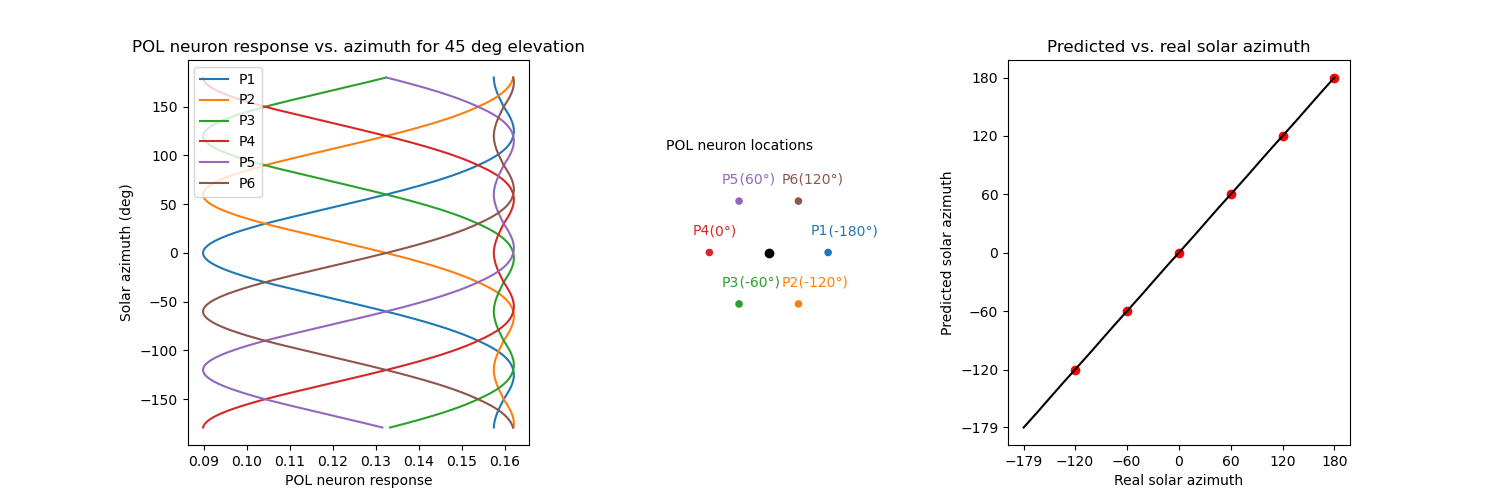 POL neuron response vs. azimuth for 45 deg elevation
P1
P2
P3
P4
P5
P6
150
100
50
0
−50
−100
−150
Solar azimuth (deg)
0.09 0.10 0.11 0.12 0.13 0.14 0.15 0.16
POL neuron response
POL neuron locations
P5(60°) P6(120°)
P4(0°) P1(-180°)
P3(-60°) P2(-120°)
Predicted vs. real solar azimuth
180
120
60
0
−60
−120
−179
Predicted solar azimuth
−179 −120 −60 0 60 120 180
Real solar azimuth